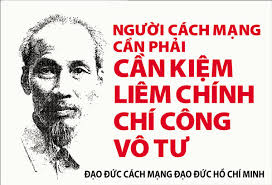 NGƯỜI CÁCH MẠNG
CẦN PHẢI
CẦN KIỆM
LIÊM CHÍNH
CHÍ CÔNG
VÔ TƯ
ĐẠO ĐỨC CÁCH MẠNG ĐẠO ĐỨC HỒ CHÍ MINH